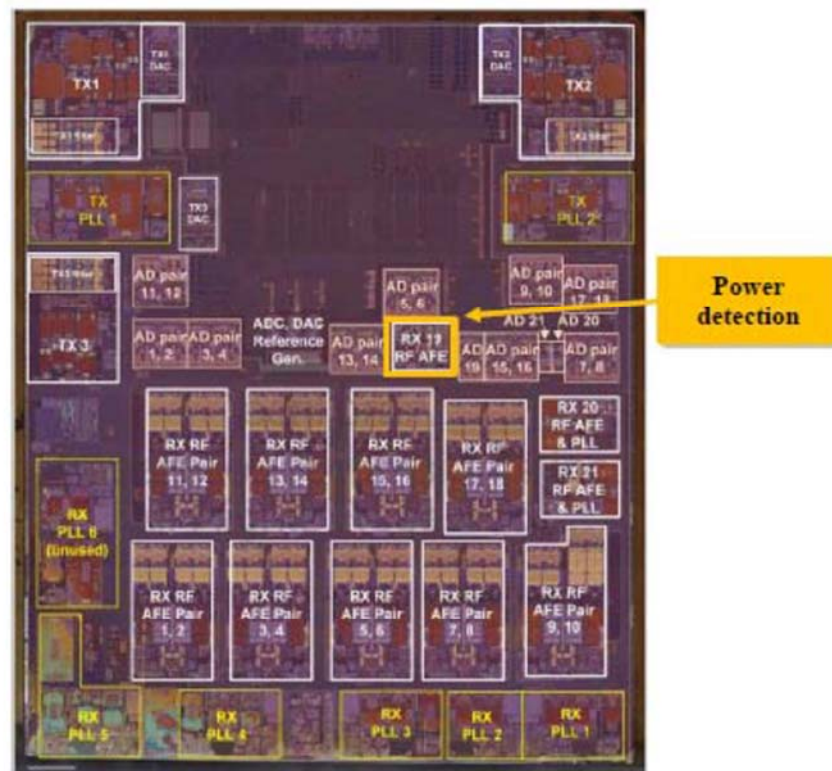 TX1
TX1
DAC
TX2
DAC
TX2
TX
PLL 1
TX3
DAC
TX
PLL 2
TX 3
AD pair
11, 12
AD pair
5, 6
AD pair
9, 10
AD pair
17, 18
Power
detection
AD pair
1, 2
AD pair
3, 4
ADC, DAC
Reference
Gen.
AD pair
13, 14
RX 19
RF AFE
AD 21
AD 20
AD
19
AD pair
15, 16
AD pair
7, 8
RX RF
AFE Pair
11, 12
RX RF
AFE Pair
13, 14
RX RF
AFE Pair
15, 16
RX RF
AFE Pair
17, 18
RX 20
RF AFE
& PLL
RX 21
RF AFE
& PLL
RX
PLL 6
(unused)
RX RF
AFE Pair
1, 2
RX RF
AFE Pair
3, 4
RX RF
AFE Pair
5, 6
RX RF
AFE Pair
7, 8
RX RF
AFE Pair
9, 10
RX
PLL 5
RX
PLL 4
RX
PLL 3
RX
PLL 2
RX
PLL 1